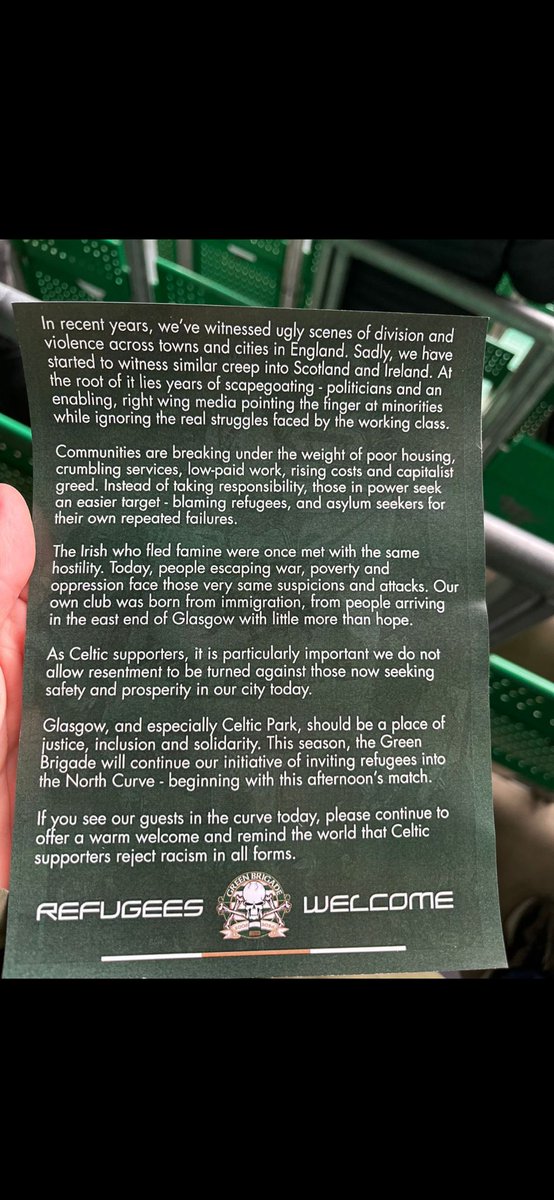 In recent years, we've witnessed ugly scenes of division and
violence across towns and cities in England. Sadly, we have
started to witness similar creep into Scotland and Ireland. At
the root of it lies years of scapegoating - politicians and an
enabling, right wing media pointing the finger at minorities
while ignoring the real struggles faced by the working class.
Communities are breaking under the weight of poor housing,
crumbling services, low-paid work, rising costs and capitalist
greed. Instead of taking responsibility, those in power seek
an easier target - blaming refugees, and asylum seekers for
their own repeated failures.
The Irish who fled famine were once met with the same
hostility. Today, people escaping war, poverty and
oppression face those very same suspicions and attacks. Our
own club was born from immigration, from people arriving
in the east end of Glasgow with little more than hope.
As Celtic supporters, it is particularly important we do not
allow resentment to be turned against those now seeking
safety and prosperity in our city today.
Glasgow, and especially Celtic Park, should be a place of
justice, inclusion and solidarity. This season, the Green
Brigade will continue our initiative of inviting refugees into
the North Curve - beginning with this afternoon's match.
If you see our guests in the curve today, please continue to
offer a warm welcome and remind the world that Celtic
supporters reject racism in all forms.
GREEN BRIGADE
REFUGEES WELCOME